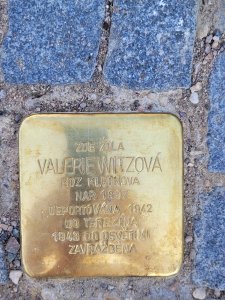 ZDE ŽILA
VALERIE WITZOVÁ
ROZ.
NAR.
DEPORTOVÁNA 1942
DO TEREZÍNA
1943 DO OSVĚTIMI
ZAVRAŽDĚNA